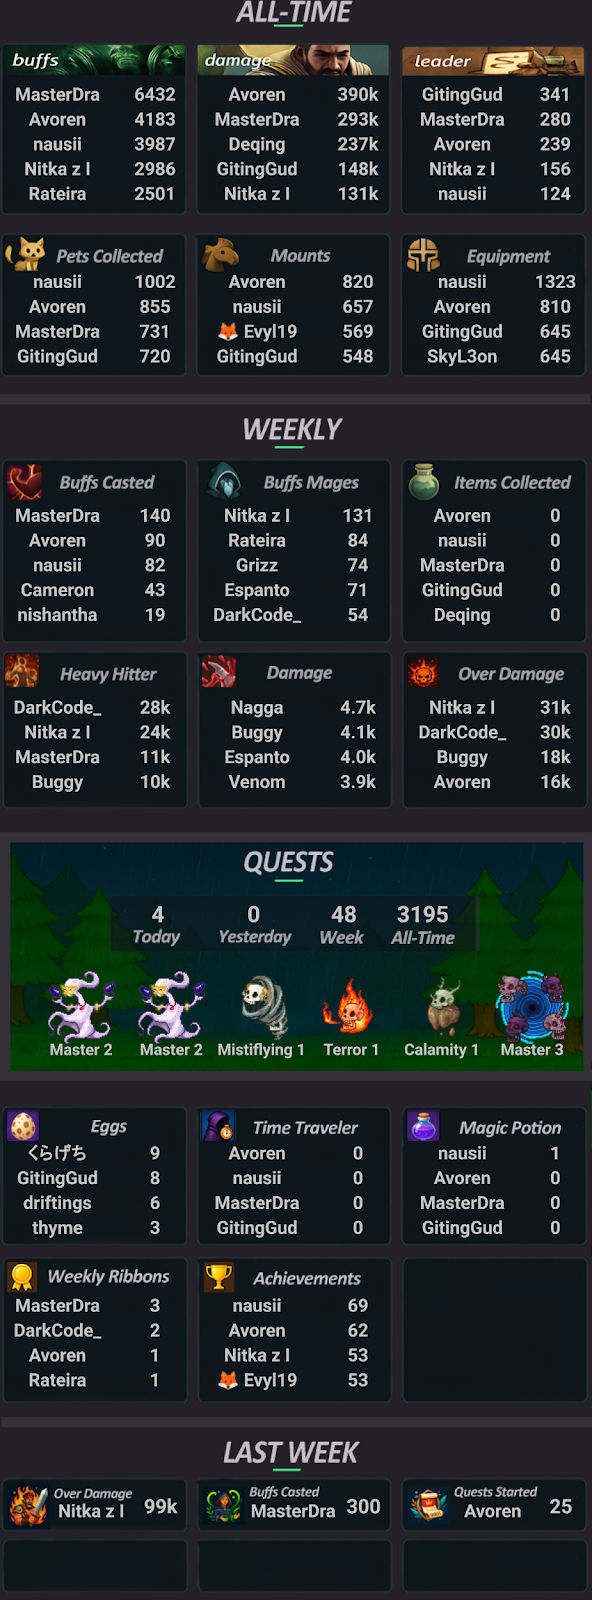 ALL-TIME
buffs
MasterDra 6432
Avoren 4183
nausii 3987
Nitka z l 2986
Rateira 2501
damage
Avoren 390k
MasterDra 293k
Deqing 237k
GitingGud 148k
Nitka z l 131k
leader
GitingGud 341
MasterDra 280
Avoren 239
Nitka z l 156
nausii 124
Pets Collected
nausii 1002
Avoren 855
MasterDra 731
GitingGud 720
Mounts
Avoren 820
nausii 657
🦊 Evyl19 569
GitingGud 548
Equipment
nausii 1323
Avoren 810
GitingGud 645
SkyL3on 645
WEEKLY
Buffs Casted
MasterDra 140
Avoren 90
nausii 82
Cameron 43
nishantha 19
Buffs Mages
Nitka z l 131
Rateira 84
Grizz 74
Espanto 71
DarkCode_ 54
Items Collected
Avoren 0
nausii 0
MasterDra 0
GitingGud 0
Deqing 0
Heavy Hitter
DarkCode_ 28k
Nitka z l 24k
MasterDra 11k
Buggy 10k
Damage
Nagga 4.7k
Buggy 4.1k
Espanto 4.0k
Venom 3.9k
Over Damage
Nitka z l 31k
DarkCode_ 30k
Buggy 18k
Avoren 16k
QUESTS
4 0 48 3195
Today Yesterday Week All-Time
Master 2 Master 2 Mistiflying 1 Terror 1 Calamity 1 Master 3
Eggs
くらげち 9
GitingGud 8
driftings 6
thyme 3
Time Traveler
Avoren 0
nausii 0
MasterDra 0
GitingGud 0
Magic Potion
nausii 1
Avoren 0
MasterDra 0
GitingGud 0
Weekly Ribbons
MasterDra 3
DarkCode_ 2
Avoren 1
Rateira 1
Achievements
nausii 69
Avoren 62
Nitka z l 53
🦊 Evyl19 53
LAST WEEK
Over Damage
Nitka z l 99k
Buffs Casted
MasterDra 300
Quests Started
Avoren 25